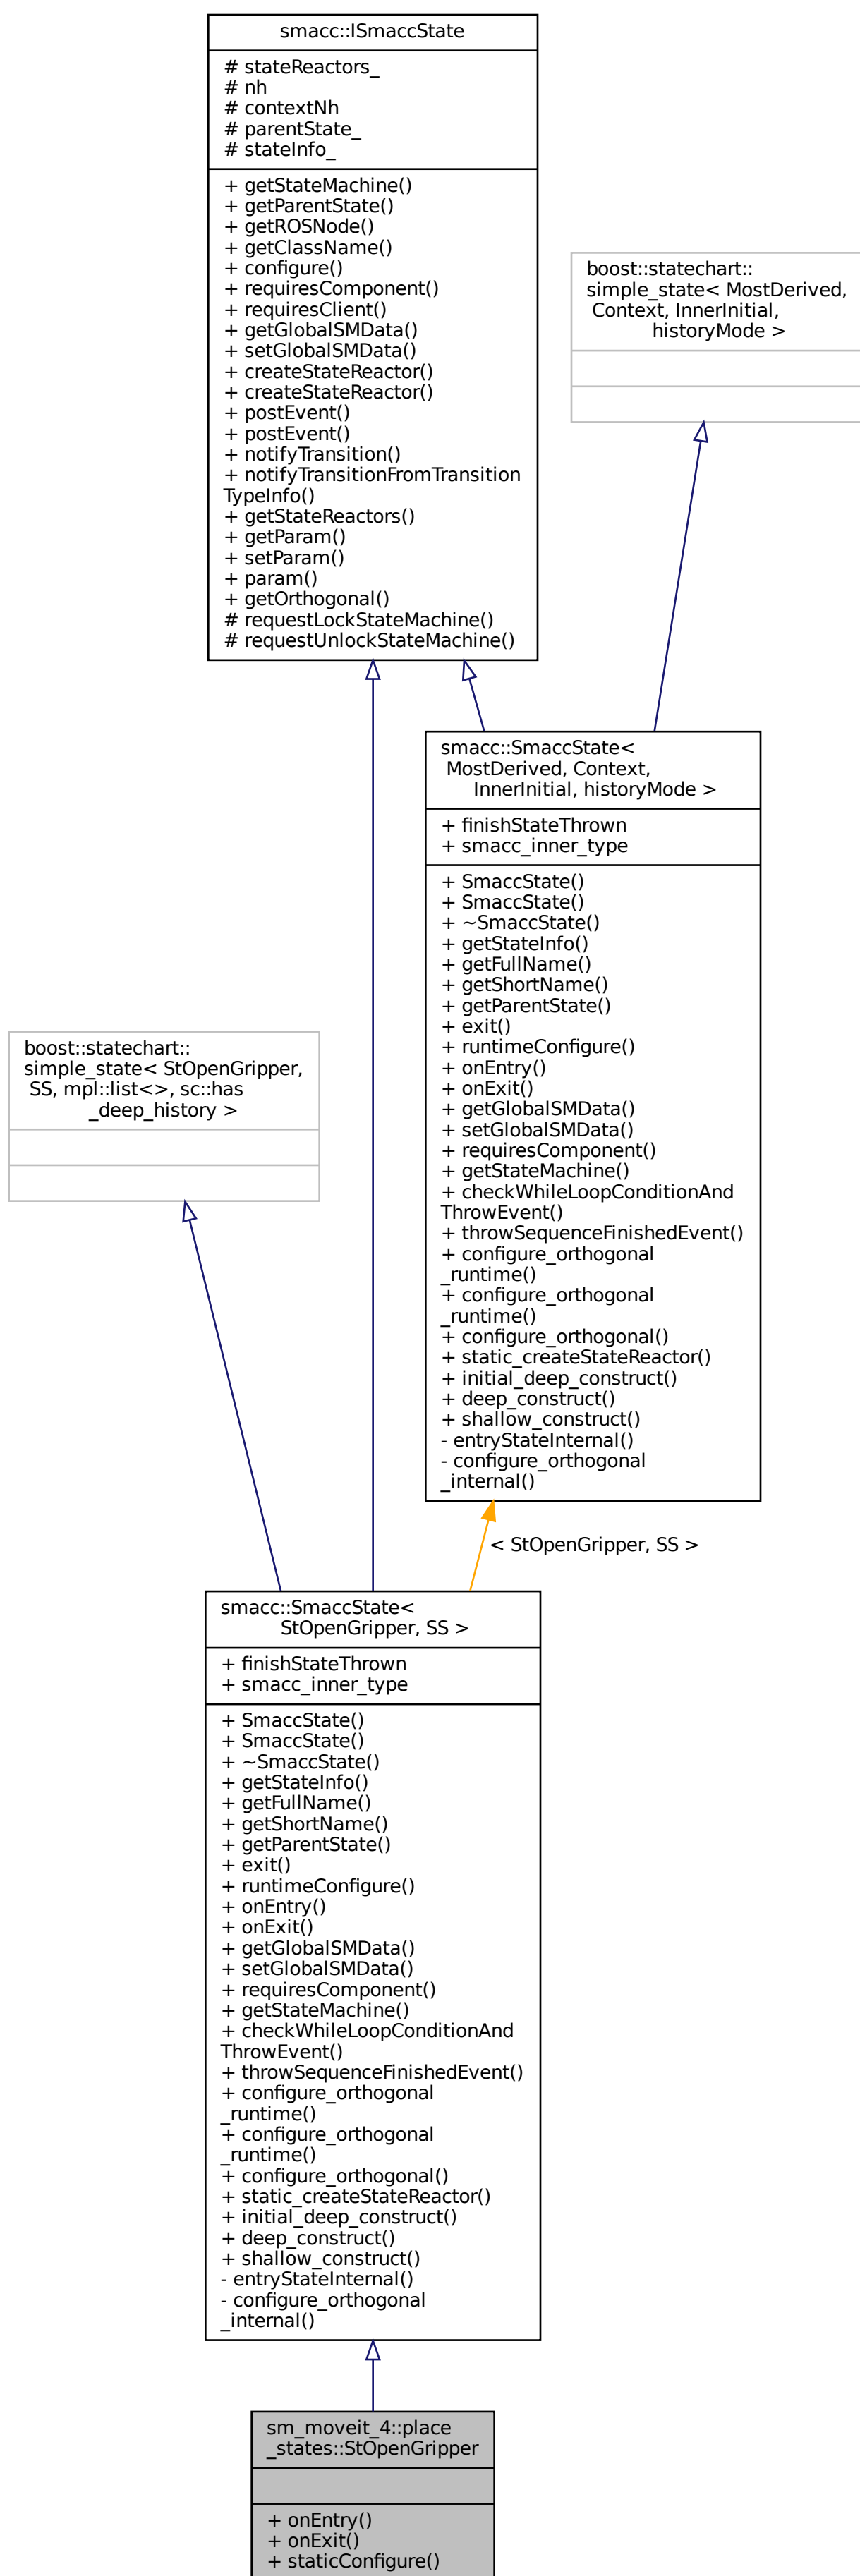 smacc::ISmaccState
# stateReactors_
# nh
# contextNh
# parentState_
# stateInfo_
+ getStateMachine()
+ getParentState()
+ getROSNode()
+ getClassName()
+ configure()
+ requiresComponent()
+ requiresClient()
+ getGlobalSMData()
+ setGlobalSMData()
+ createStateReactor()
+ createStateReactor()
+ postEvent()
+ postEvent()
+ notifyTransition()
+ notifyTransitionFromTransition
TypeInfo()
+ getStateReactors()
+ getParam()
+ setParam()
+ param()
+ getOrthogonal()
# requestLockStateMachine()
# requestUnlockStateMachine()
boost::statechart::
simple_state< MostDerived,
Context, InnerInitial,
historyMode >
smacc::SmaccState<
MostDerived, Context,
InnerInitial, historyMode >
+ finishStateThrown
+ smacc_inner_type
+ SmaccState()
+ SmaccState()
+ ~SmaccState()
+ getStateInfo()
+ getFullName()
+ getShortName()
+ getParentState()
+ exit()
+ runtimeConfigure()
+ onEntry()
+ onExit()
+ getGlobalSMData()
+ setGlobalSMData()
+ requiresComponent()
+ getStateMachine()
+ checkWhileLoopConditionAnd
ThrowEvent()
+ throwSequenceFinishedEvent()
+ configure_orthogonal
_runtime()
+ configure_orthogonal
_runtime()
+ configure_orthogonal()
+ static_createStateReactor()
+ initial_deep_construct()
+ deep_construct()
+ shallow_construct()
- entryStateInternal()
- configure_orthogonal
_internal()
boost::statechart::
simple_state< StOpenGripper,
SS, mpl::list<>, sc::has
_deep_history >
< StOpenGripper, SS >
smacc::SmaccState<
StOpenGripper, SS >
+ finishStateThrown
+ smacc_inner_type
+ SmaccState()
+ SmaccState()
+ ~SmaccState()
+ getStateInfo()
+ getFullName()
+ getShortName()
+ getParentState()
+ exit()
+ runtimeConfigure()
+ onEntry()
+ onExit()
+ getGlobalSMData()
+ setGlobalSMData()
+ requiresComponent()
+ getStateMachine()
+ checkWhileLoopConditionAnd
ThrowEvent()
+ throwSequenceFinishedEvent()
+ configure_orthogonal
_runtime()
+ configure_orthogonal
_runtime()
+ configure_orthogonal()
+ static_createStateReactor()
+ initial_deep_construct()
+ deep_construct()
+ shallow_construct()
- entryStateInternal()
- configure_orthogonal
_internal()
sm_moveit_4::place
_states::StOpenGripper
+ onEntry()
+ onExit()
+ staticConfigure()